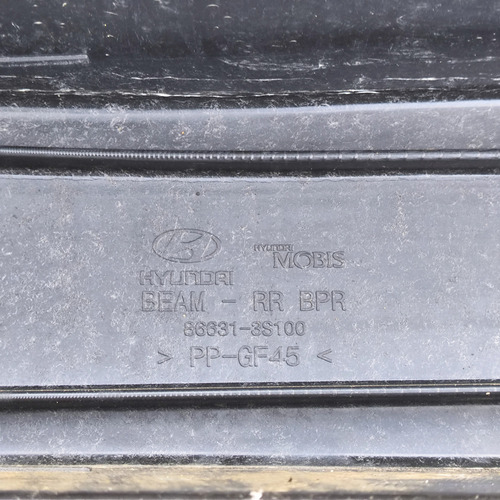 HYUNDAI
HYUNDAI
MOBIS
BEAM - RR BPR
86631-3S100
> PP-GF45 <